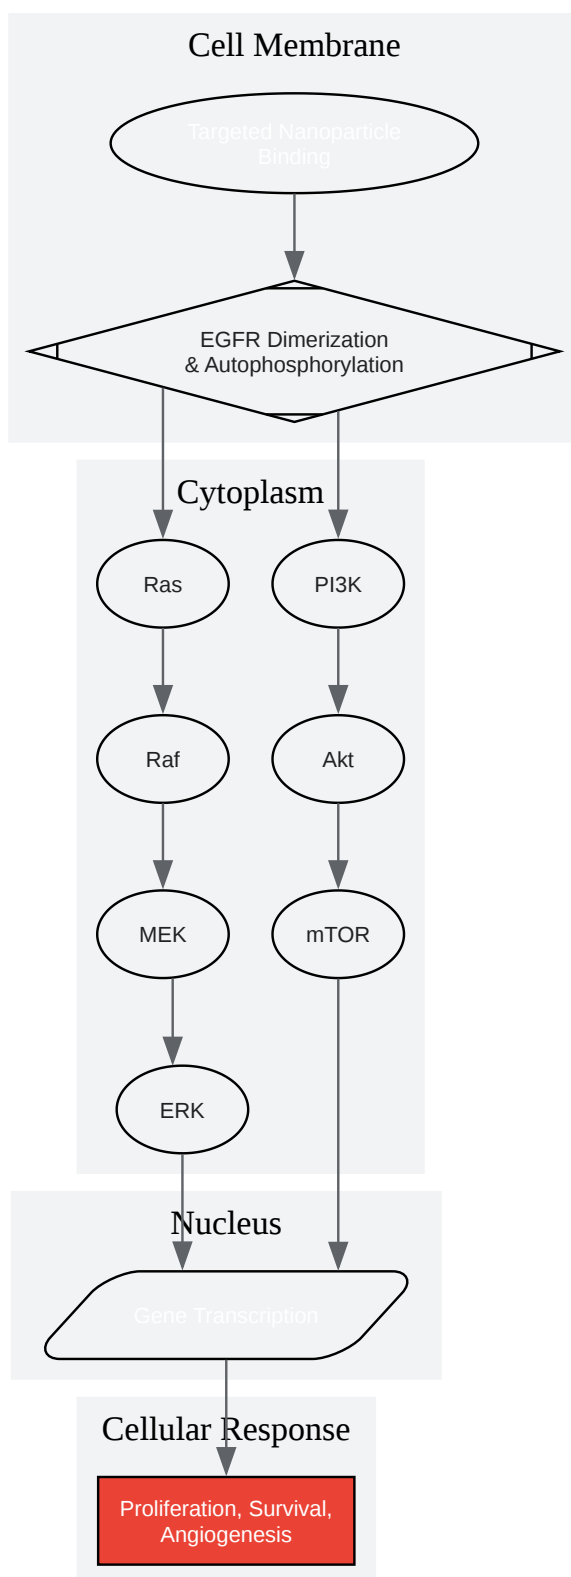 Cell Membrane
Targeted Nanoparticle
Binding
EGFR Dimerization
& Autophosphorylation
Cytoplasm
Ras
PI3K
Raf
Akt
MEK
mTOR
ERK
Nucleus
Gene Transcription
Cellular Response
Proliferation, Survival,
Angiogenesis